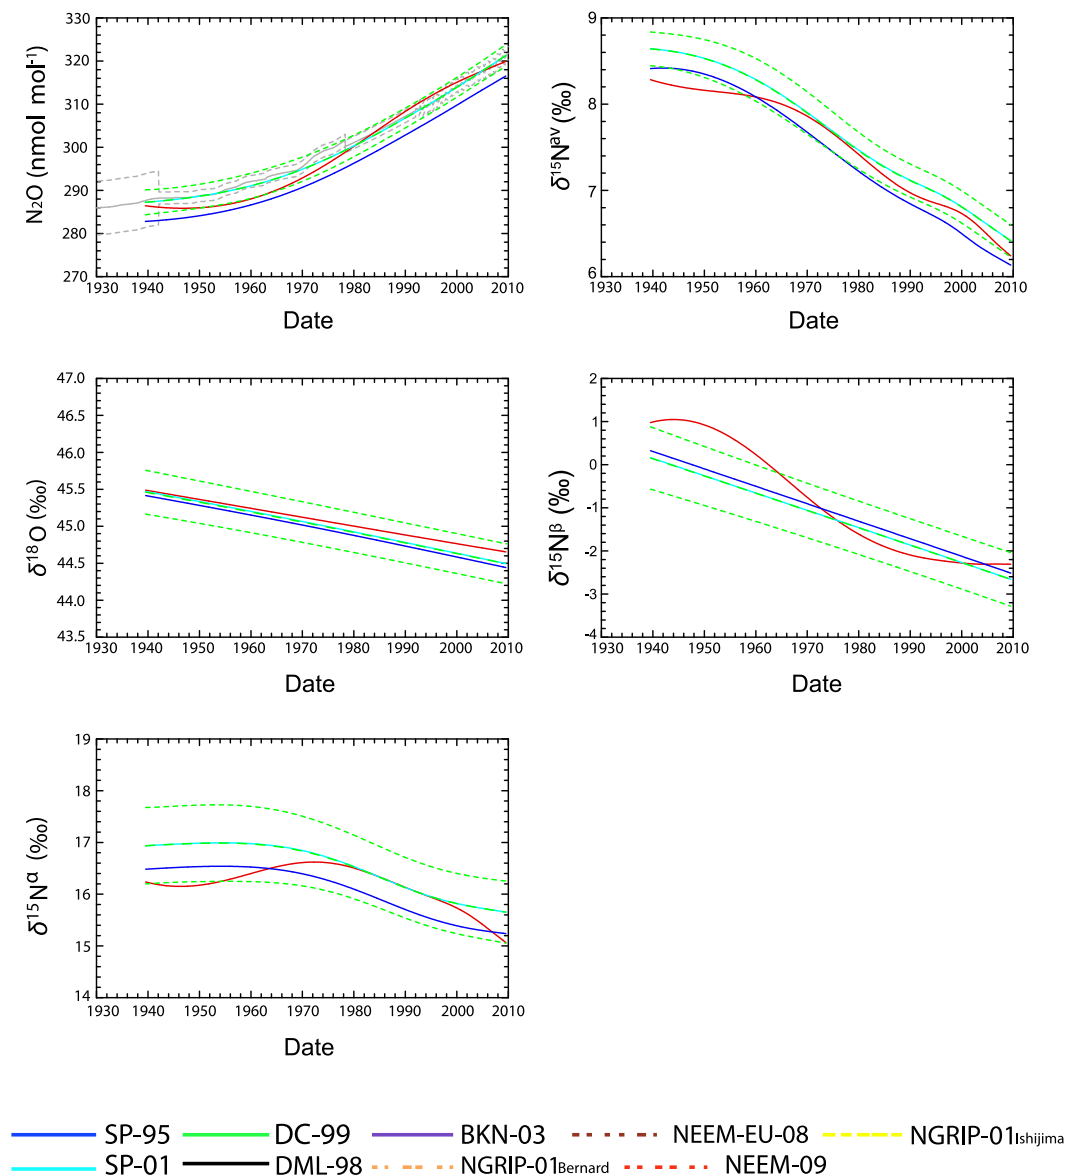 330
320
310
300
290
280
270
N2O (nmol mol-1)
1930 1940 1950 1960 1970 1980 1990 2000 2010
Date
9
8
7
6
δ15Nav (‰)
1930 1940 1950 1960 1970 1980 1990 2000 2010
Date
47.0
46.5
46.0
45.5
45.0
44.5
44.0
43.5
δ18O (‰)
1930 1940 1950 1960 1970 1980 1990 2000 2010
Date
2
1
0
-1
-2
-3
-4
δ15Nβ (‰)
1930 1940 1950 1960 1970 1980 1990 2000 2010
Date
19
18
17
16
15
14
δ15Nα (‰)
1930 1940 1950 1960 1970 1980 1990 2000 2010
Date
SP-95 DC-99 BKN-03 NEEM-EU-08 NGRIP-01Ishijima
SP-01 DML-98 NGRIP-01Bernard NEEM-09